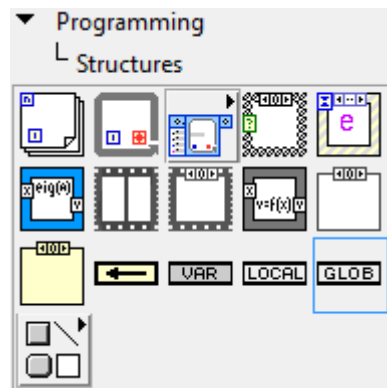 Programming
Structures
n
i
i
e
eig(A)
x
y
x
v=f(x)
y
VAR
LOCAL
GLOB